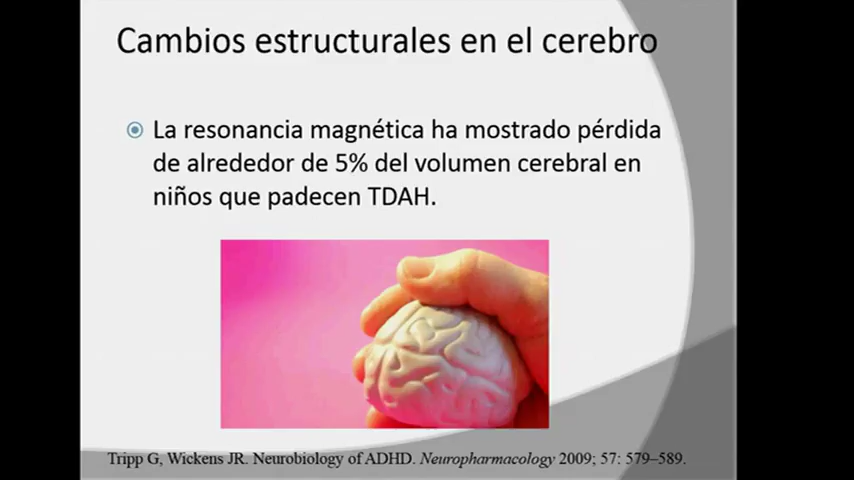 Cambios estructurales en el cerebro
La resonancia magnética ha mostrado pérdida
de alrededor de 5% del volumen cerebral en
niños que padecen TDAH.
Tripp G, Wickens JR. Neurobiology of ADHD. Neuropharmacology 2009; 57: 579–589.